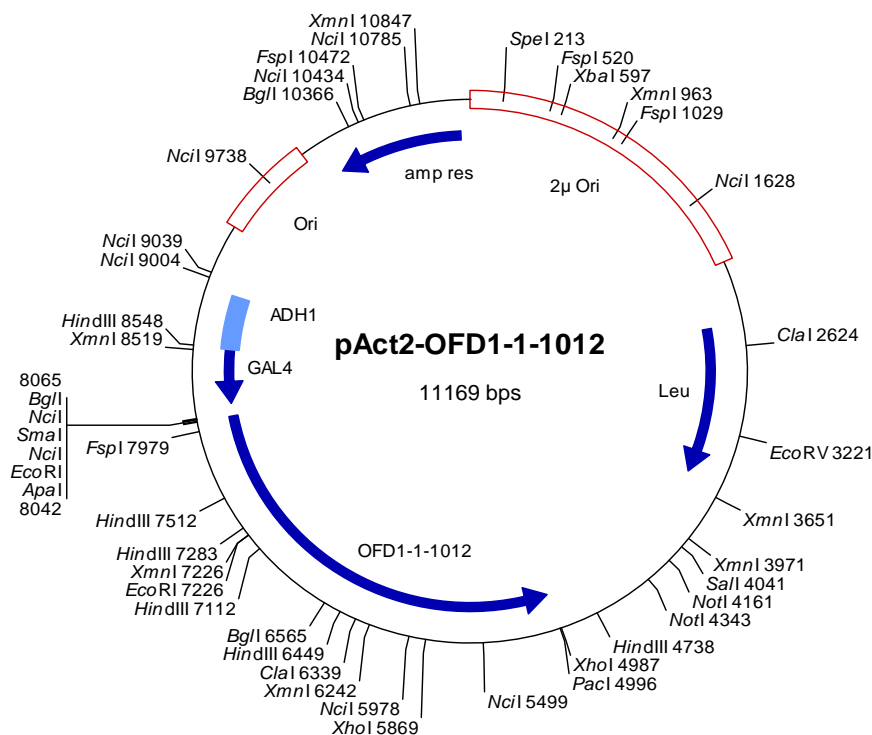 XmnI 10847
NciI 10785
FspI 10472
NciI 10434
BglI 10366
SpeI 213
FspI 520
XbaI 597
XmnI 963
FspI 1029
NciI 1628
NciI 9738
amp res
2µ Ori
Ori
NciI 9039
NciI 9004
HindIII 8548
XmnI 8519
ADH1
GAL4
pAct2-OFD1-1-1012
11169 bps
ClaI 2624
Leu
EcoRV 3221
8065
BglI
NciI
SmaI
NciI
EcoRI
ApaI
8042
FspI 7979
HindIII 7512
HindIII 7283
XmnI 7226
EcoRI 7226
HindIII 7112
OFD1-1-1012
XmnI 3651
XmnI 3971
SalI 4041
NotI 4161
NotI 4343
HindIII 4738
XhoI 4987
PacI 4996
BglI 6565
HindIII 6449
ClaI 6339
XmnI 6242
NciI 5978
XhoI 5869
NciI 5499